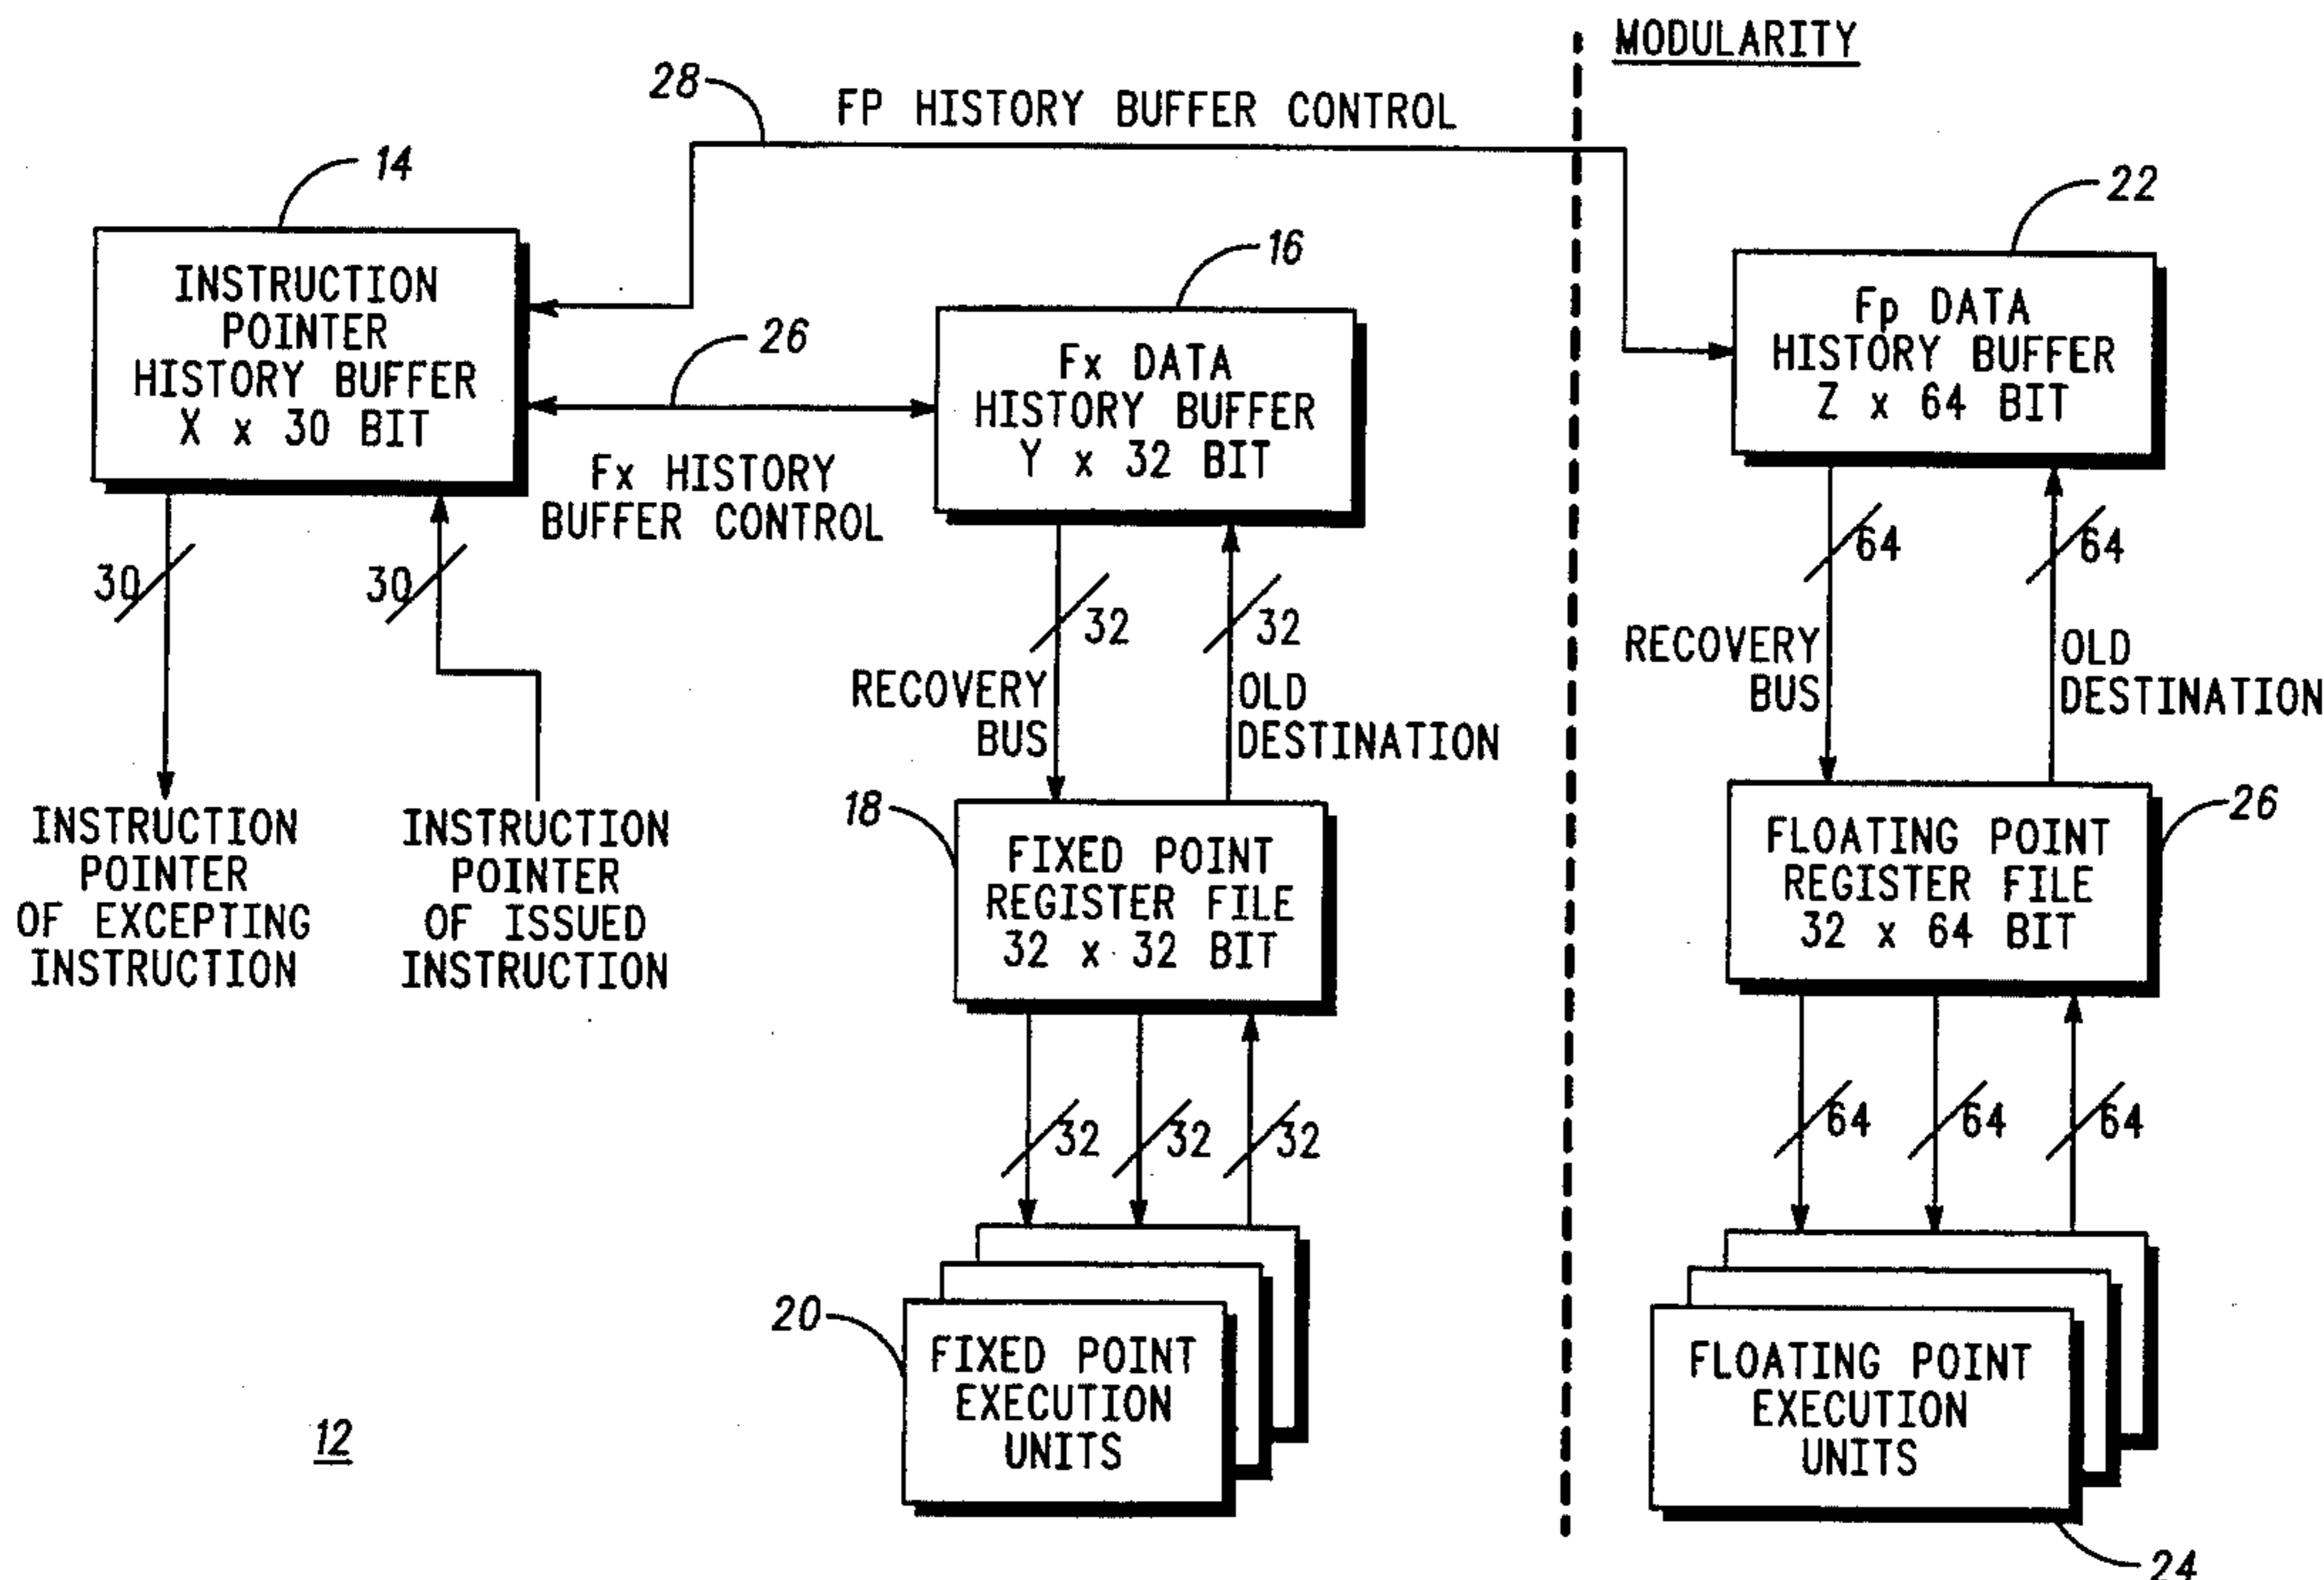 MODULARITY
28
FP HISTORY BUFFER CONTROL
14
INSTRUCTION
POINTER
HISTORY BUFFER
X x 30 BIT
26
16
Fx DATA
HISTORY BUFFER
Y x 32 BIT
22
Fp DATA
HISTORY BUFFER
Z x 64 BIT
Fx HISTORY
BUFFER CONTROL
30
30
32
32
64
64
RECOVERY
BUS
OLD
DESTINATION
RECOVERY
BUS
OLD
DESTINATION
INSTRUCTION
POINTER
OF EXCEPTING
INSTRUCTION
INSTRUCTION
POINTER
OF ISSUED
INSTRUCTION
18
FIXED POINT
REGISTER FILE
32 x 32 BIT
26
FLOATING POINT
REGISTER FILE
32 x 64 BIT
32
32
32
64
64
64
20
FIXED POINT
EXECUTION
UNITS
FLOATING POINT
EXECUTION
UNITS
24
12